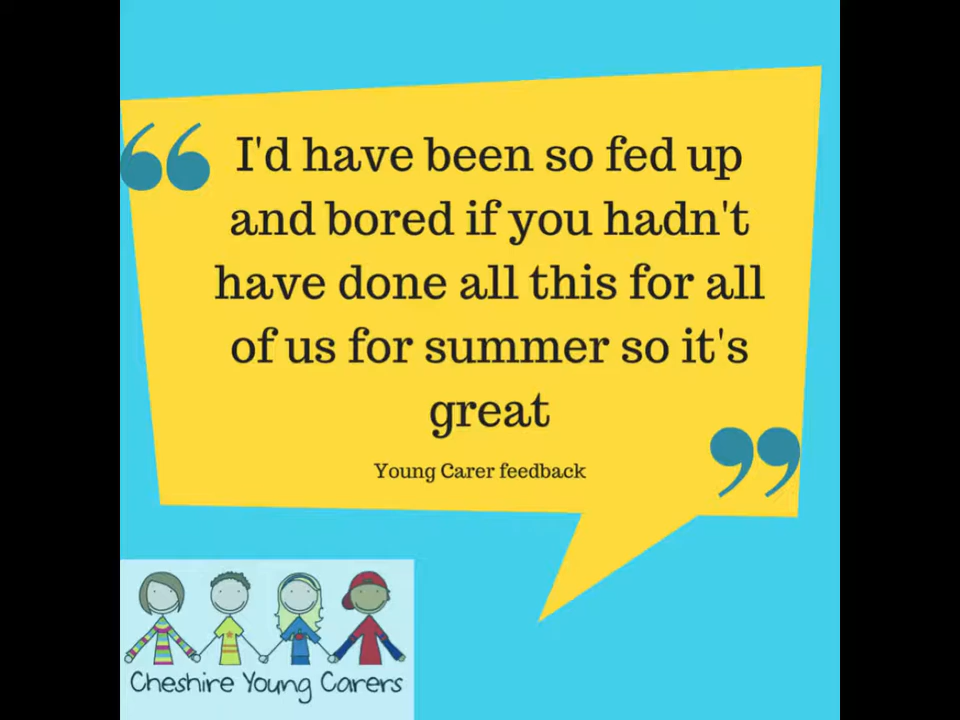 I'd have been so fed up
and bored if you hadn't
have done all this for all
of us for summer so it's
great
Young Carer feedback
Cheshire Young Carers